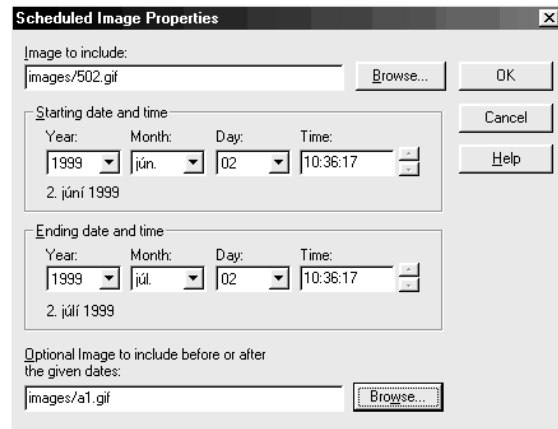 Scheduled Image Properties
Image to include:
images/502.gif
Browse...
OK
Cancel
Help
Starting date and time
Year: Month: Day: Time:
1999 jún. 02 10:36:17
2. júní 1999
Ending date and time
Year: Month: Day: Time:
1999 júl. 02 10:36:17
2. júlí 1999
Optional Image to include before or after
the given dates:
images/a1.gif
Browse...